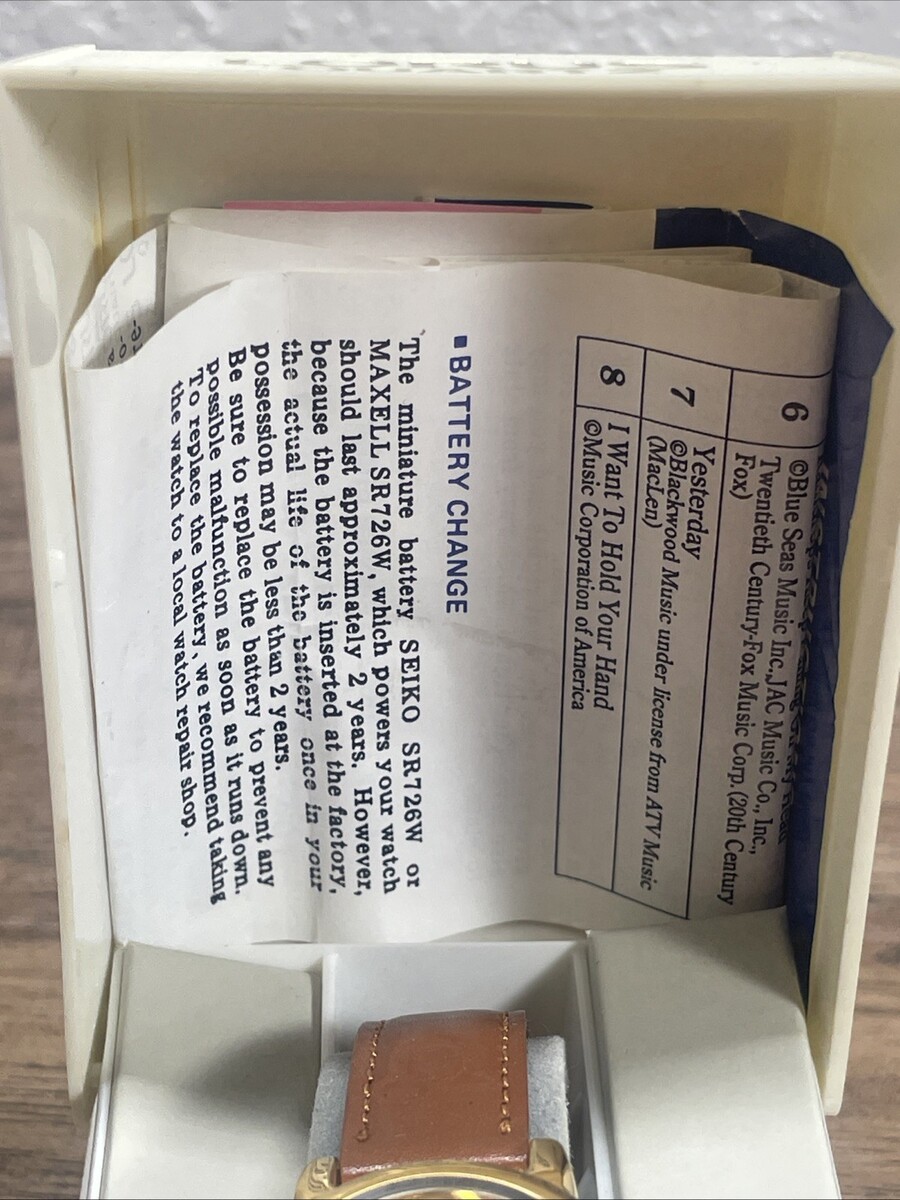 6
©Blue Seas Music Inc.,JAC Music Co., Inc.,
Twentieth Century-Fox Music Corp.(20th Century
Fox)
7
Yesterday
©Blackwood Music under license from ATV Music
(MacLen)
8
I Want To Hold Your Hand
©Music Corporation of America
■ BATTERY CHANGE
The miniature battery SEIKO SR726W or
MAXELL SR726W, which powers your watch
should last approximately 2 years. However,
because the battery is inserted at the factory,
the actual life of the battery once in your
possession may be less than 2 years.
Be sure to replace the battery to prevent any
possible malfunction as soon as it runs down.
To replace the battery, we recommend taking
the watch to a local watch repair shop.